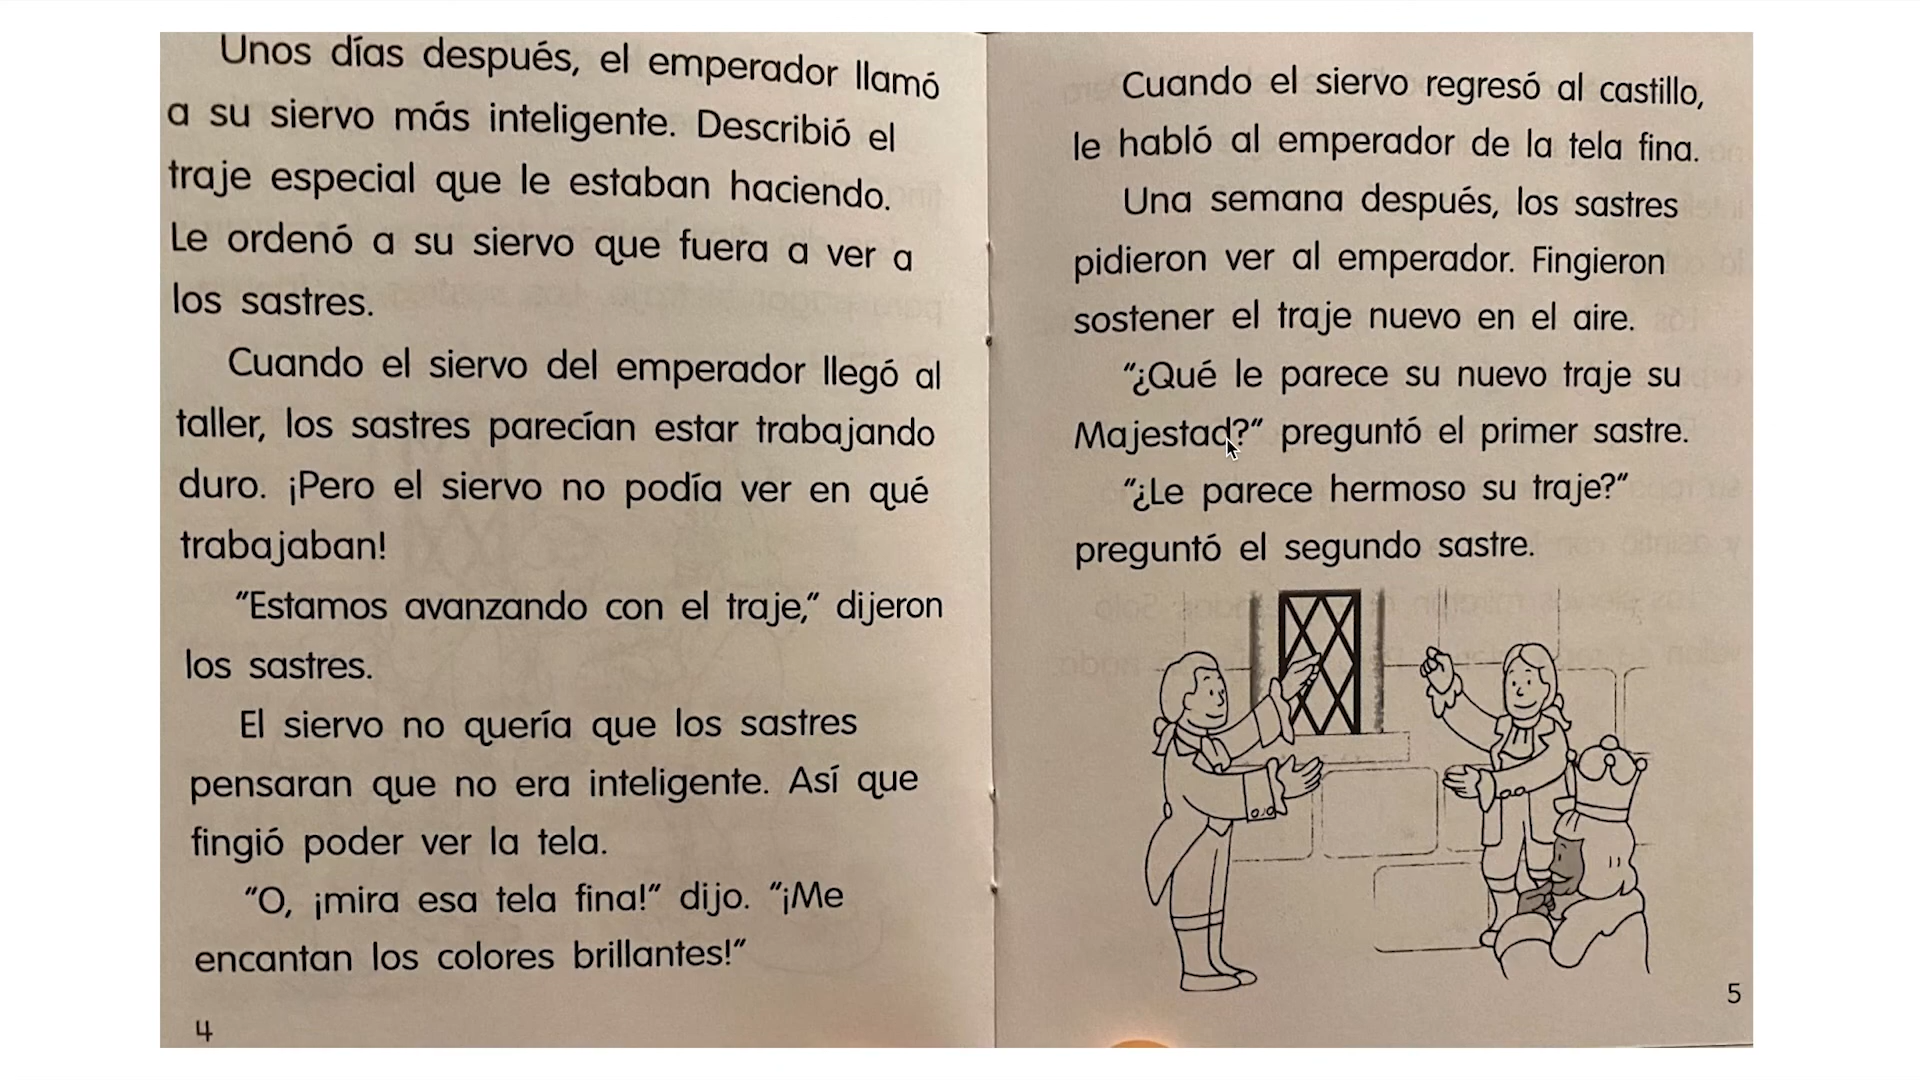 Unos días después, el emperador llamó
a su siervo más inteligente. Describió el
traje especial que le estaban haciendo.
Le ordenó a su siervo que fuera a ver a
los sastres.
Cuando el siervo del emperador llegó al
taller, los sastres parecían estar trabajando
duro. ¡Pero el siervo no podía ver en qué
trabajaban!
"Estamos avanzando con el traje," dijeron
los sastres.
El siervo no quería que los sastres
pensaran que no era inteligente. Así que
fingió poder ver la tela.
"O, ¡mira esa tela fina!" dijo. "¡Me
encantan los colores brillantes!"
4
Cuando el siervo regresó al castillo,
le habló al emperador de la tela fina.
Una semana después, los sastres
pidieron ver al emperador. Fingieron
sostener el traje nuevo en el aire.
"¿Qué le parece su nuevo traje su
Majestad?" preguntó el primer sastre.
"¿Le parece hermoso su traje?"
preguntó el segundo sastre.
5